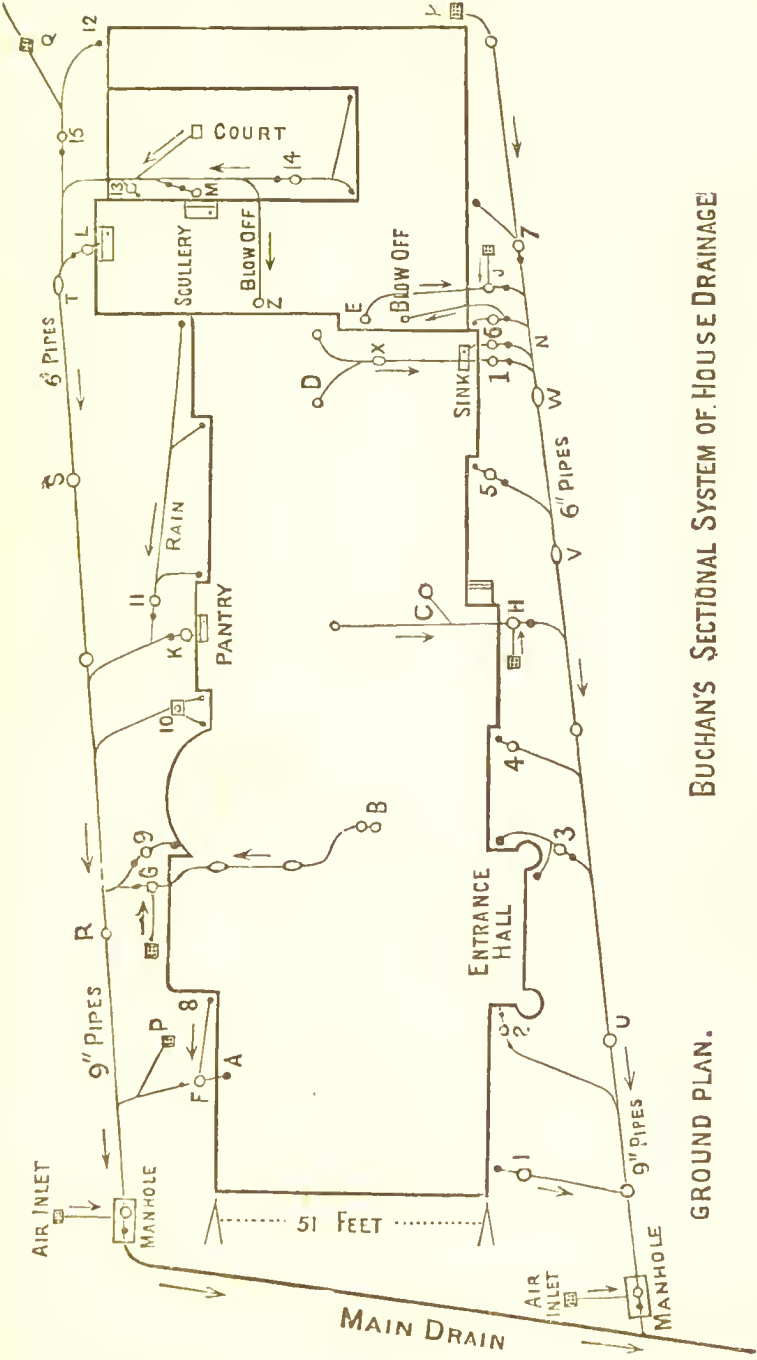 Q
12
15
AIR INLET
MANHOLE
9" PIPES
R
S
6" PIPES
T
L
13
M
COURT
14
P
F
8
A
G
9
10
K
11
RAIN
PANTRY
SCULLERY
BLOW OFF
Z
51 FEET
B
D
X
E
BLOW OFF
C
Y
MAIN DRAIN
ENTRANCE
HALL
SINK
1
2
3
4
H
5
1
6
J
7
AIR
INLET
MANHOLE
9" PIPES
U
V
6" PIPES
W
N
GROUND PLAN.
BUCHAN'S SECTIONAL SYSTEM OF HOUSE DRAINAGE